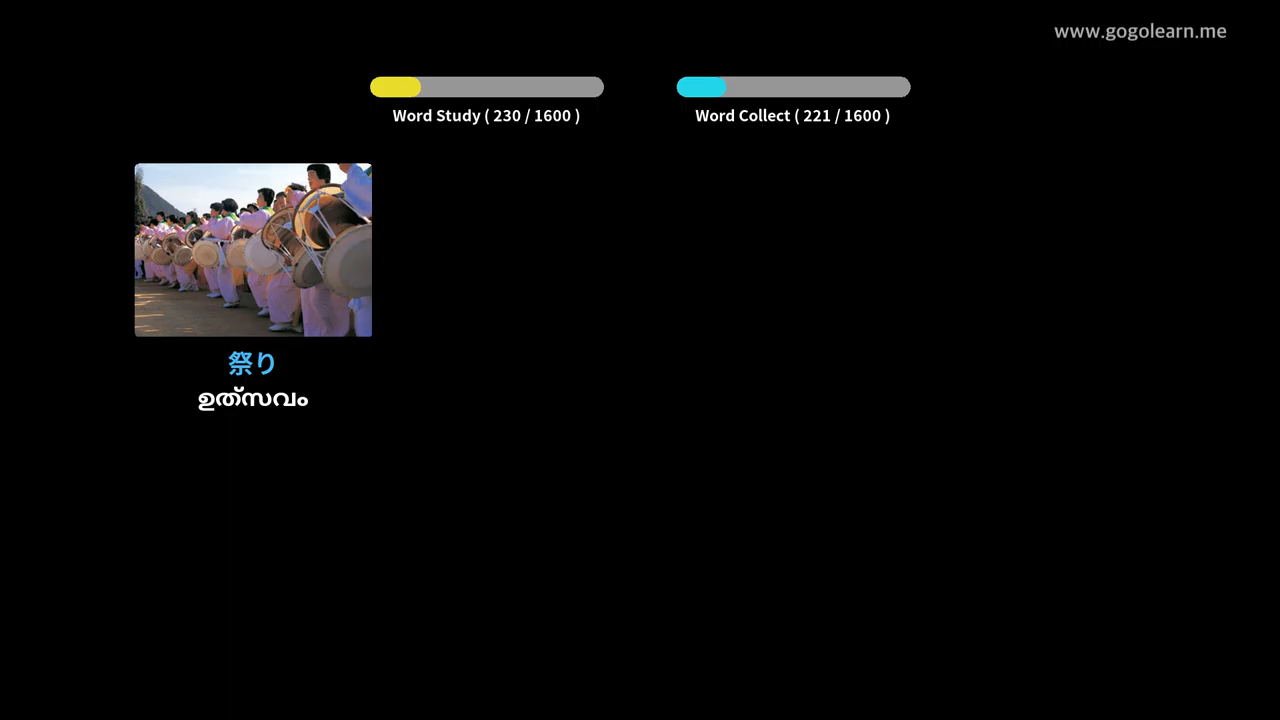 www.gogolearn.me
Word Study ( 230 / 1600 )
Word Collect ( 221 / 1600 )
祭り
ഉത്സവം